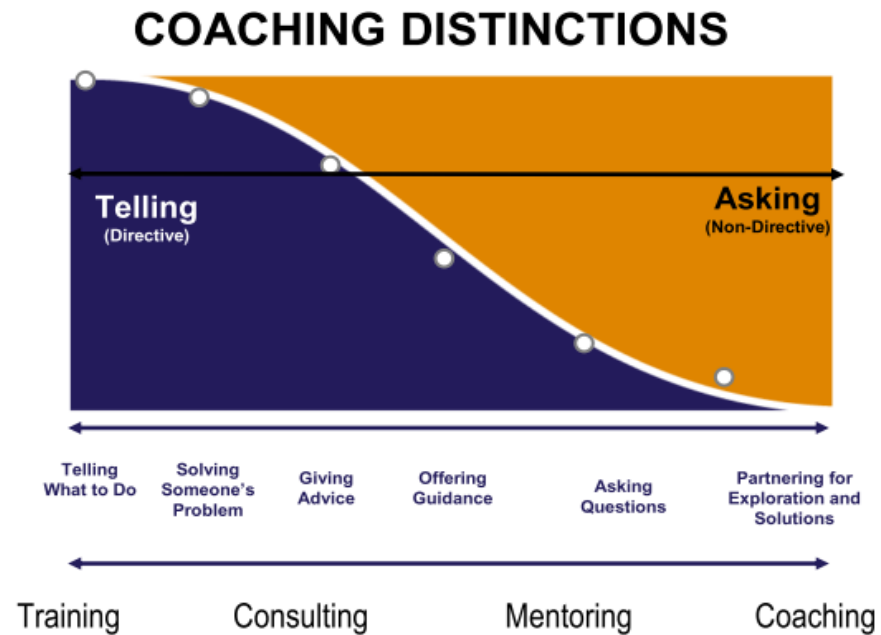 COACHING DISTINCTIONS
Telling
(Directive)
Asking
(Non-Directive)
Telling
What to Do
Solving
Someone's
Problem
Giving
Advice
Offering
Guidance
Asking
Questions
Partnering for
Exploration and
Solutions
Training
Consulting
Mentoring
Coaching